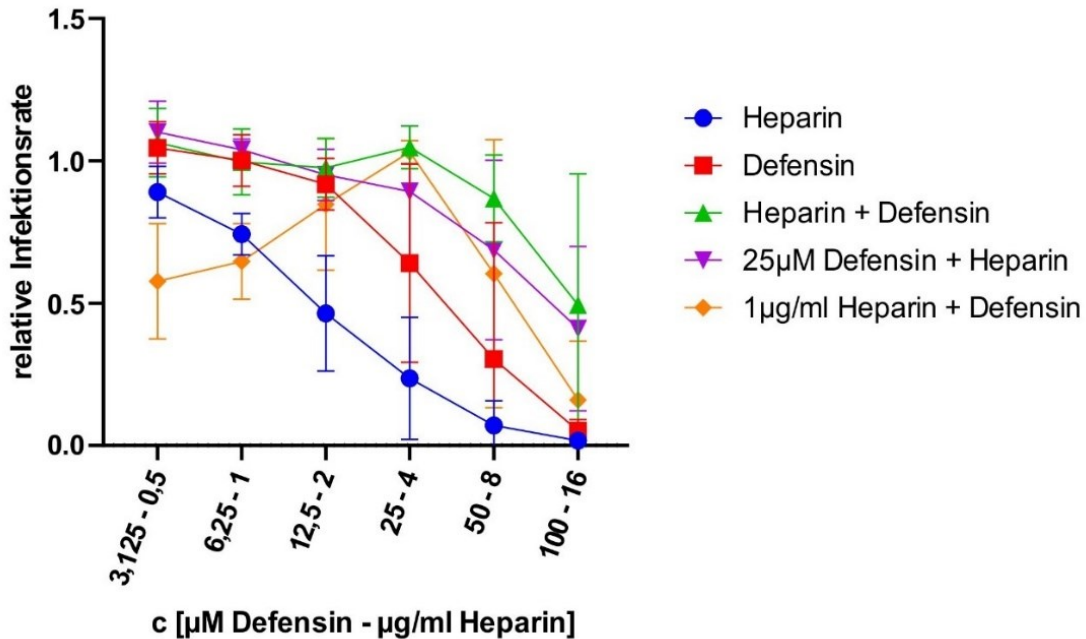 relative Infektionsrate
1.5
1.0
0.5
0.0
3,125 - 0,5
6,25 - 1
12,5 - 2
25 - 4
50 - 8
100 - 16
c [µM Defensin - µg/ml Heparin]
Heparin
Defensin
Heparin + Defensin
25µM Defensin + Heparin
1µg/ml Heparin + Defensin